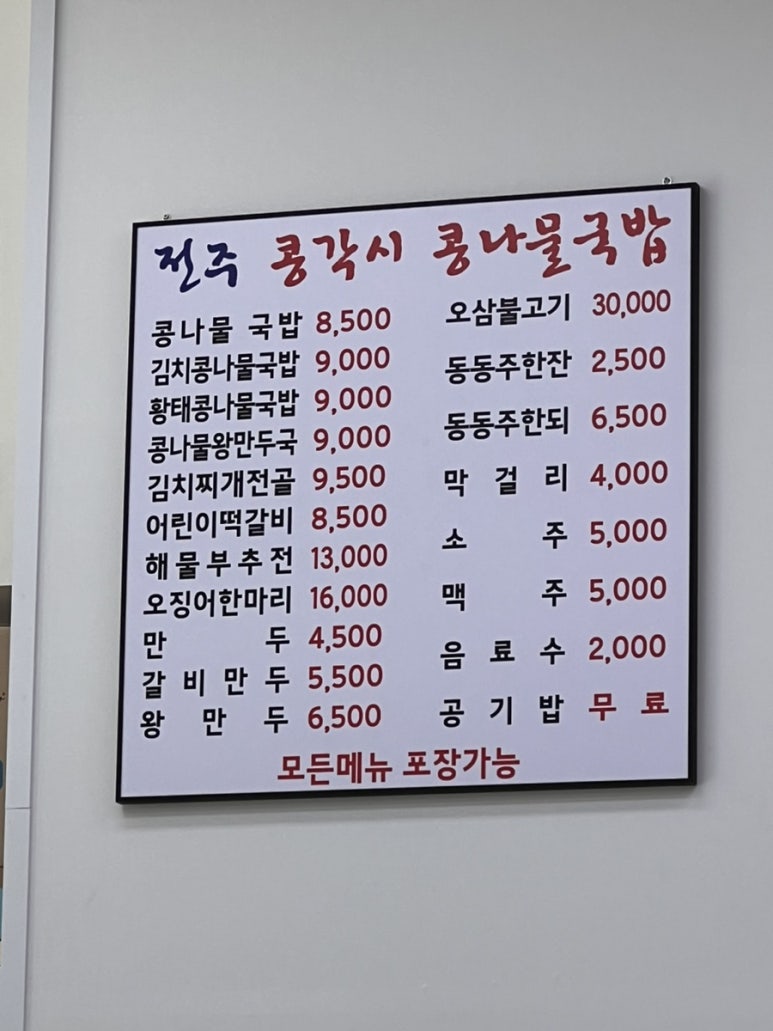 전주 콩각시 콩나물국밥
콩나물 국밥 8,500
김치콩나물국밥 9,000
황태콩나물국밥 9,000
콩나물왕만두국 9,000
김치찌개전골 9,500
어린이떡갈비 8,500
해물부추전 13,000
오징어한마리 16,000
만두 4,500
갈비만두 5,500
왕만두 6,500
오삼불고기 30,000
동동주한잔 2,500
동동주한되 6,500
막걸리 4,000
소주 5,000
맥주 5,000
음료수 2,000
공기밥 무료
모든메뉴 포장가능